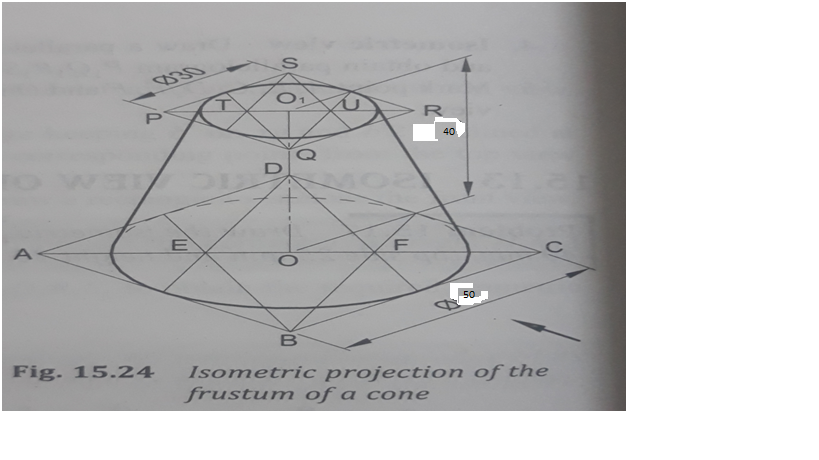 Ø30
S
P
T
O1
U
R
40
Q
D
A
E
O
F
C
50
Ø
B
Fig. 15.24 Isometric projection of the
frustum of a cone